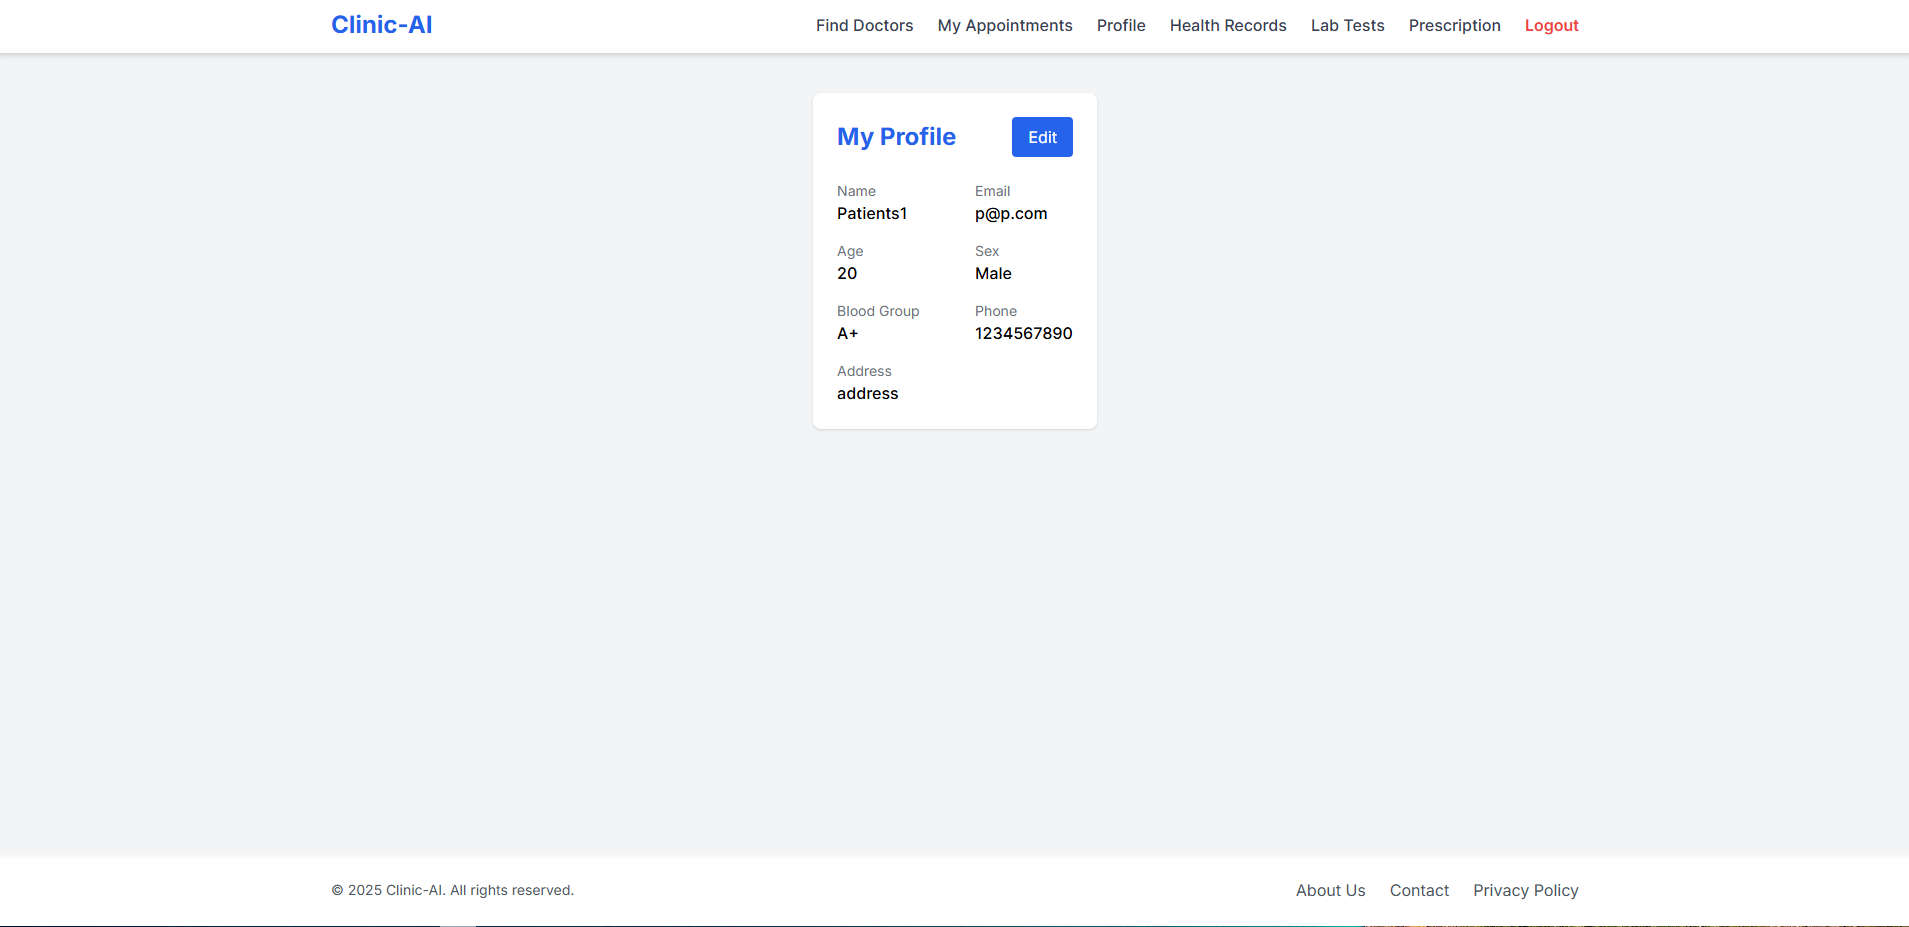 Clinic-AI Find Doctors My Appointments Profile Health Records Lab Tests Prescription Logout
My Profile Edit
Name Email
Patients1 p@p.com
Age Sex
20 Male
Blood Group Phone
A+ 1234567890
Address
address
© 2025 Clinic-AI. All rights reserved. About Us Contact Privacy Policy